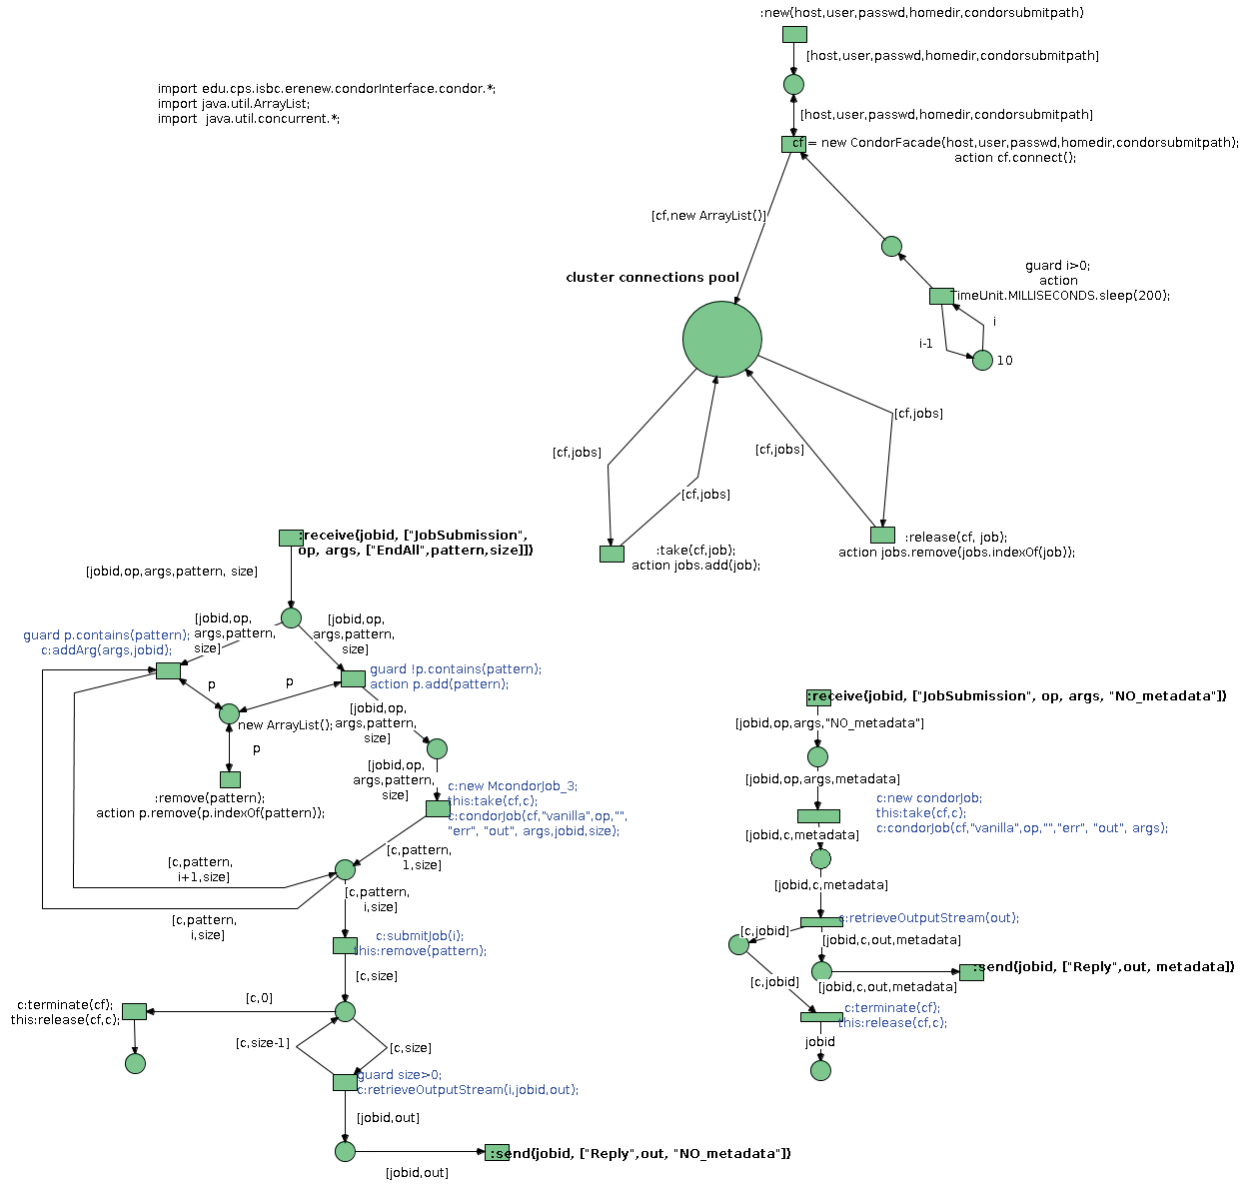 :new(host,user,passwd,homedir,condorsubmitpath)
[host,user,passwd,homedir,condorsubmitpath]
import edu.cps.isbc.erenew.condorInterface.condor.*;
import java.util.ArrayList;
import  java.util.concurrent.*;
[host,user,passwd,homedir,condorsubmitpath]
cf = new CondorFacade(host,user,passwd,homedir,condorsubmitpath);
action cf.connect();
[cf,new ArrayList()]
cluster connections pool
guard i>0;
action
TimeUnit.MILLISECONDS.sleep(200);
i
i-1
10
[cf,jobs]
[cf,jobs]
[cf,jobs]
[cf,jobs]
:take(cf,job);
action jobs.add(job);
:release(cf, job);
action jobs.remove(jobs.indexOf(job));
:receive(jobid, ["JobSubmission",
op, args, ["EndAll",pattern,size]])
[jobid,op,args,pattern, size]
[jobid,op,
args,pattern,
size]
[jobid,op,
args,pattern,
size]
guard p.contains(pattern);
c:addArg(args,jobid);
guard !p.contains(pattern);
action p.add(pattern);
p
p
new ArrayList();
[jobid,op,
args,pattern,
size]
p
:remove(pattern);
action p.remove(p.indexOf(pattern));
[jobid,op,
args,pattern,
size]
c:new McondorJob_3;
this:take(cf,c);
c:condorJob(cf,"vanilla",op,"",
"err", "out", args,jobid,size);
[c,pattern,
1,size]
[c,pattern,
i+1,size]
[c,pattern,
i,size]
[c,pattern,
i,size]
c:submitJob(i);
this:remove(pattern);
[c,size]
[c,0]
c:terminate(cf);
this:release(cf,c);
[c,size-1]
[c,size]
guard size>0;
c:retrieveOutputStream(i,jobid,out);
[jobid,out]
:send(jobid, ["Reply",out, "NO_metadata"])
[jobid,out]
:receive(jobid, ["JobSubmission", op, args, "NO_metadata"])
[jobid,op,args,"NO_metadata"]
[jobid,op,args,metadata]
c:new condorJob;
this:take(cf,c);
c:condorJob(cf,"vanilla",op,"","err", "out", args);
[jobid,c,metadata]
[jobid,c,metadata]
c:retrieveOutputStream(out);
[c,jobid]
[jobid,c,out,metadata]
:send(jobid, ["Reply",out, metadata])
[c,jobid]
[jobid,c,out,metadata]
c:terminate(cf);
this:release(cf,c);
jobid